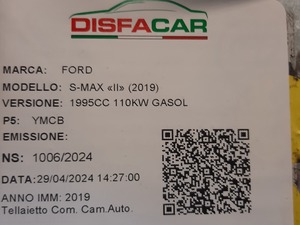 DISFACAR
MARCA: FORD
MODELLO: S-MAX «II» (2019)
VERSIONE: 1995CC 110KW GASOL
P5: YMCB
EMISSIONE:
NS: 1006/2024
DATA:29/04/2024 14:27:00
ANNO IMM: 2019
Tellaietto Com. Cam.Auto.